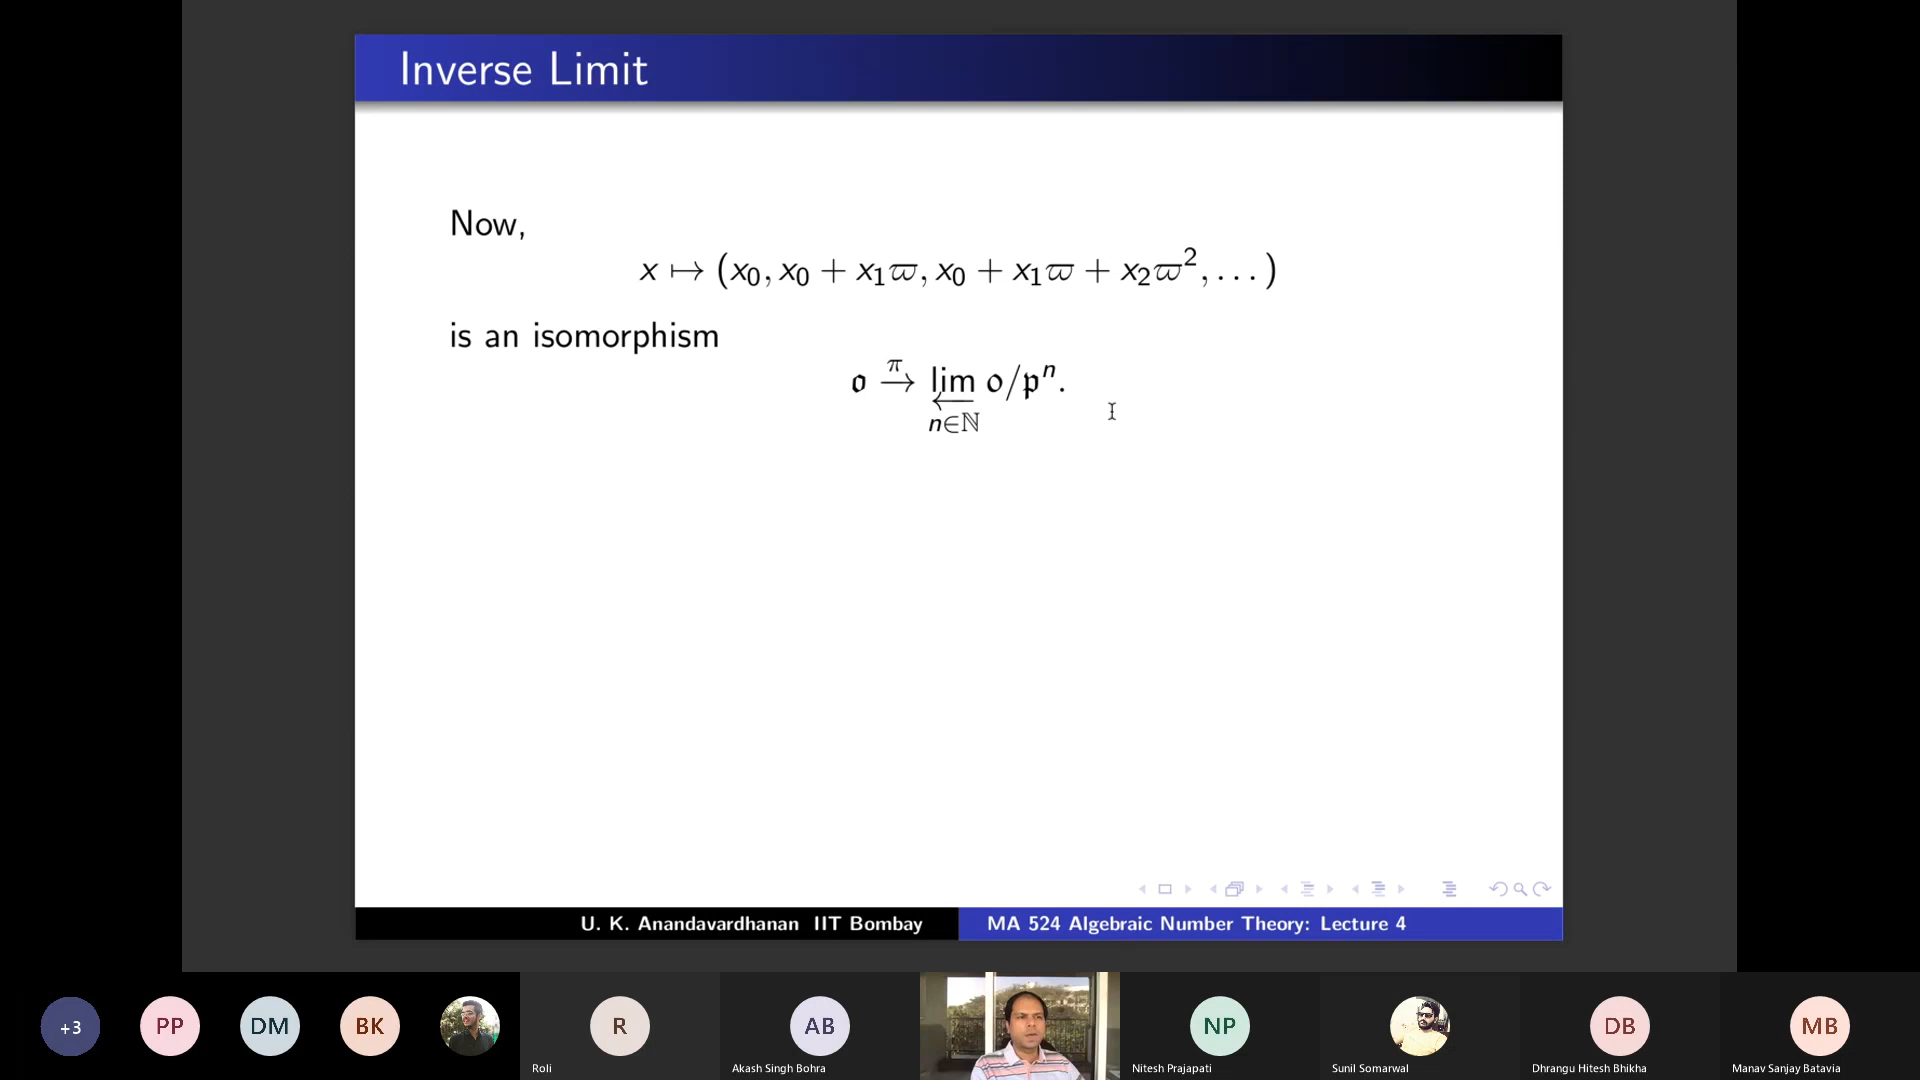 Inverse Limit
Now,
x ↦ (x₀, x₀ + x₁ϖ, x₀ + x₁ϖ + x₂ϖ², . . . )
is an isomorphism
𝔬 →^π lim← _{n∈ℕ} 𝔬/𝔭ⁿ.
U. K. Anandavardhanan IIT Bombay MA 524 Algebraic Number Theory: Lecture 4
+3 PP DM BK R AB NP DB MB
Roli Akash Singh Bohra Nitesh Prajapati Sunil Somarwal Dhrangu Hitesh Bhikha Manav Sanjay Batavia